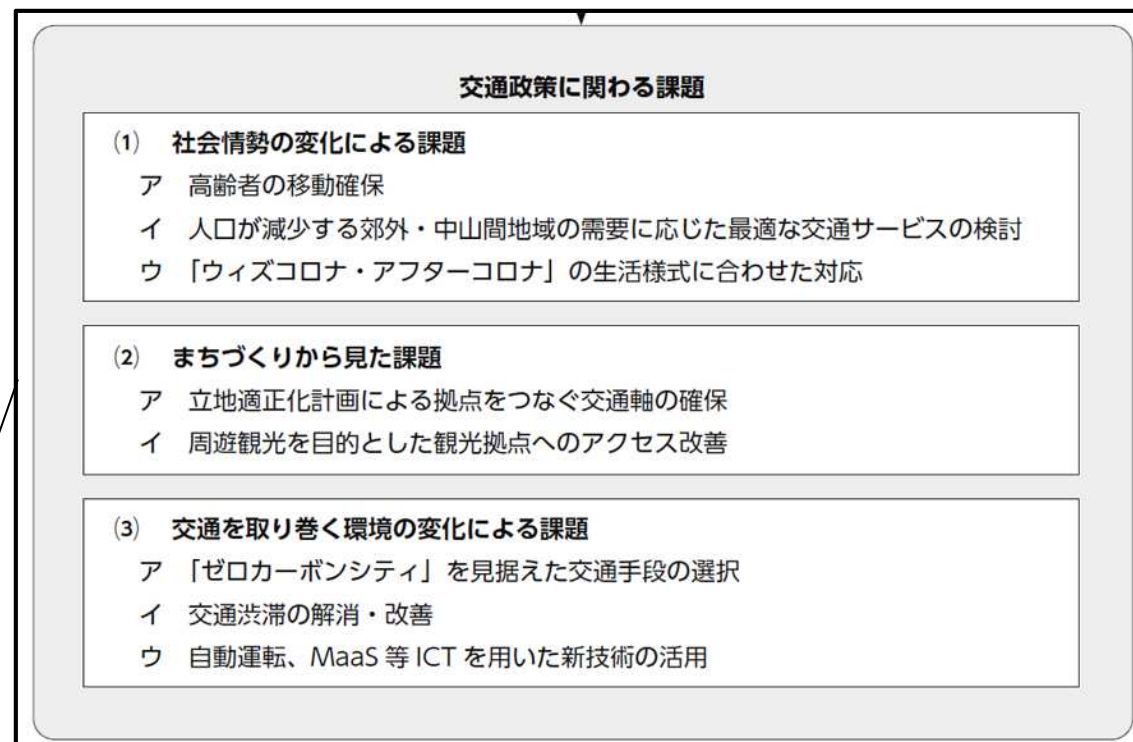 交通政策に関わる課題
(1) 社会情勢の変化による課題
ア 高齢者の移動確保
イ 人口が減少する郊外・中山間地域の需要に応じた最適な交通サービスの検討
ウ 「ウィズコロナ・アフターコロナ」の生活様式に合わせた対応
(2) まちづくりから見た課題
ア 立地適正化計画による拠点をつなぐ交通軸の確保
イ 周遊観光を目的とした観光拠点へのアクセス改善
(3) 交通を取り巻く環境の変化による課題
ア 「ゼロカーボンシティ」を見据えた交通手段の選択
イ 交通渋滞の解消・改善
ウ 自動運転、MaaS 等 ICT を用いた新技術の活用